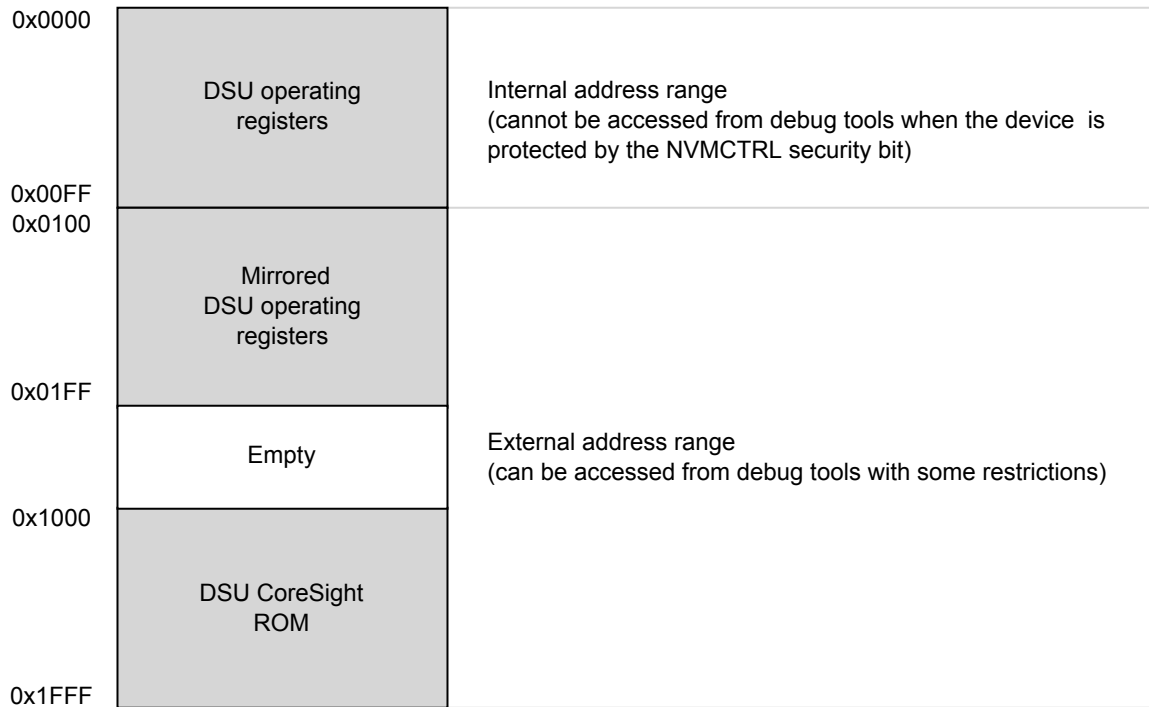 0x0000
DSU operating
registers
Internal address range
(cannot be accessed from debug tools when the device is
protected by the NVMCTRL security bit)
0x00FF
0x0100
Mirrored
DSU operating
registers
0x01FF
Empty
External address range
(can be accessed from debug tools with some restrictions)
0x1000
DSU CoreSight
ROM
0x1FFF